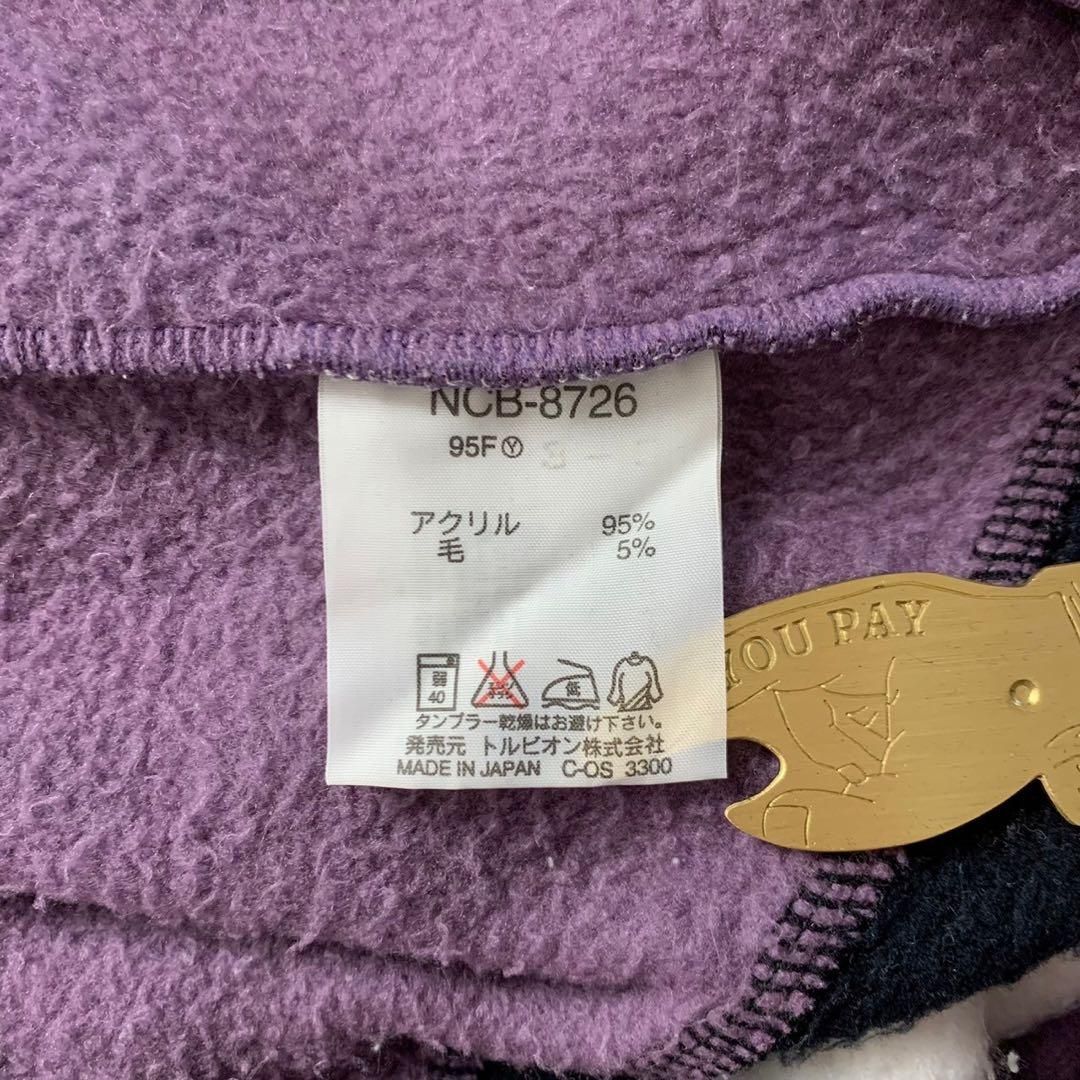 NCB-8726
95F Ⓨ
アクリル 95%
毛 5%
弱
40
低
タンブラー乾燥はお避け下さい。
発売元 トルビオン株式会社
MADE IN JAPAN C-OS 3300
YOU PAY